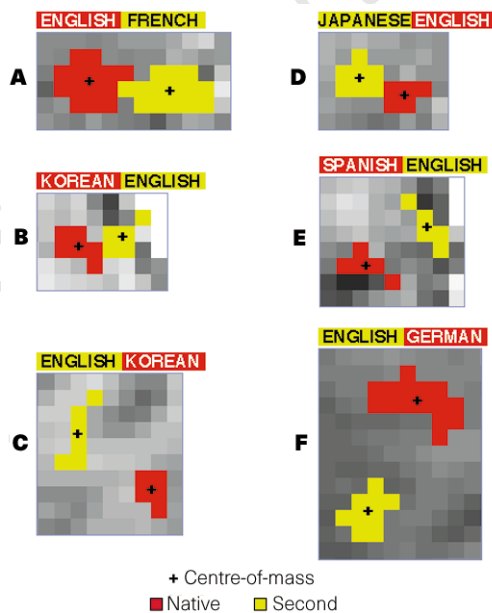 ENGLISH FRENCH
A
JAPANESE ENGLISH
D
KOREAN ENGLISH
B
SPANISH ENGLISH
E
ENGLISH KOREAN
C
ENGLISH GERMAN
F
+ Centre-of-mass
Native Second